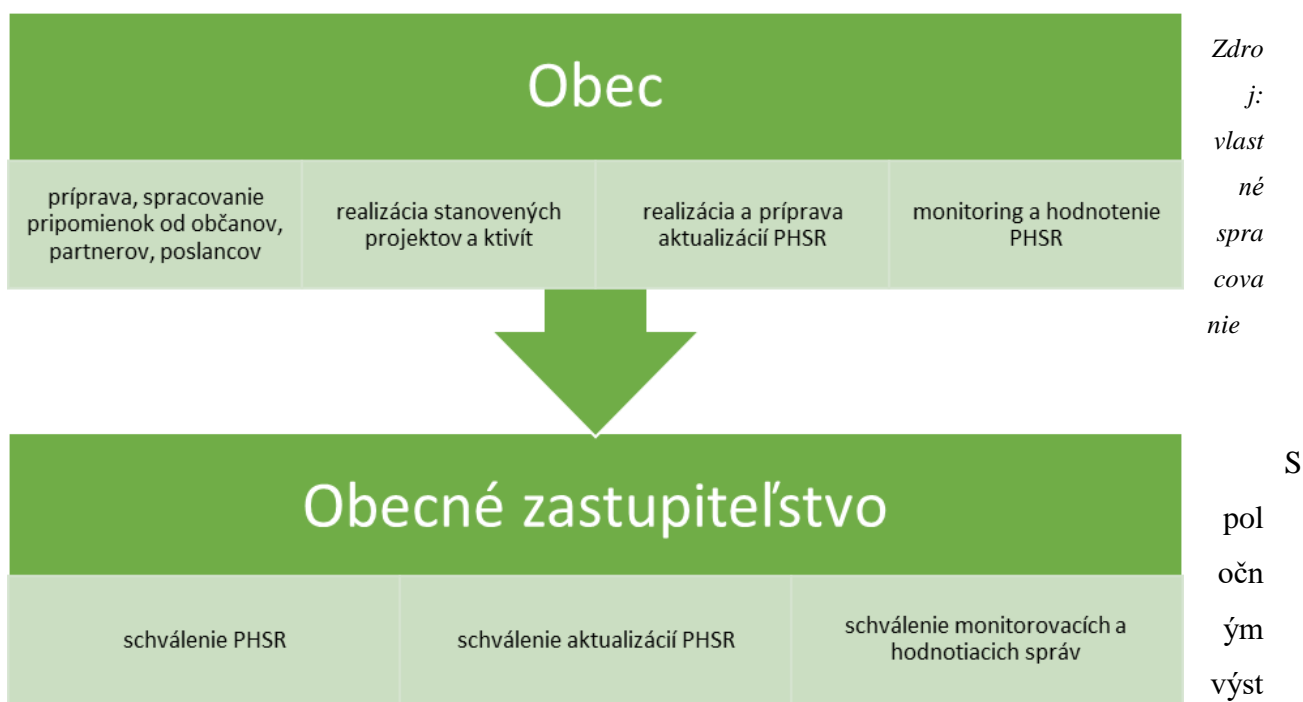 Obec
príprava, spracovanie
pripomienok od občanov,
partnerov, poslancov
realizácia stanovených
projektov a ktivít
realizácia a príprava
aktualizácií PHSR
monitoring a hodnotenie
PHSR
Zdro
j:
vlast
né
spra
cova
nie
Obecné zastupiteľstvo
schválenie PHSR
schválenie aktualizácií PHSR
schválenie monitorovacích a
hodnotiacich správ
S
pol
očn
ým
výst